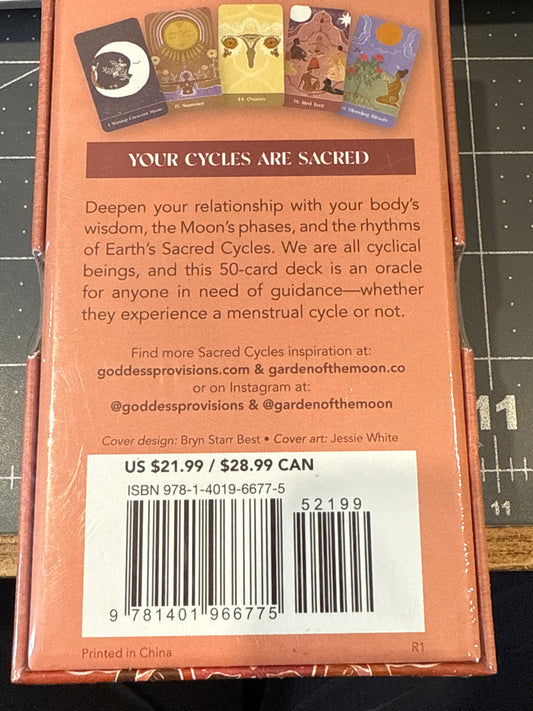 1. Waxing Crescent Moon
15. Summer
44. Ovaries
38. Red Tent
41. Bleeding Rituals
YOUR CYCLES ARE SACRED
Deepen your relationship with your body's
wisdom, the Moon's phases, and the rhythms
of Earth's Sacred Cycles. We are all cyclical
beings, and this 50-card deck is an oracle
for anyone in need of guidance—whether
they experience a menstrual cycle or not.
Find more Sacred Cycles inspiration at:
goddessprovisions.com & gardenofthemoon.co
or on Instagram at:
@goddessprovisions & @gardenofthemoon
Cover design: Bryn Starr Best • Cover art: Jessie White
US $21.99 / $28.99 CAN
ISBN 978-1-4019-6677-5
52199
9 781401 966775
Printed in China
R1
11
11